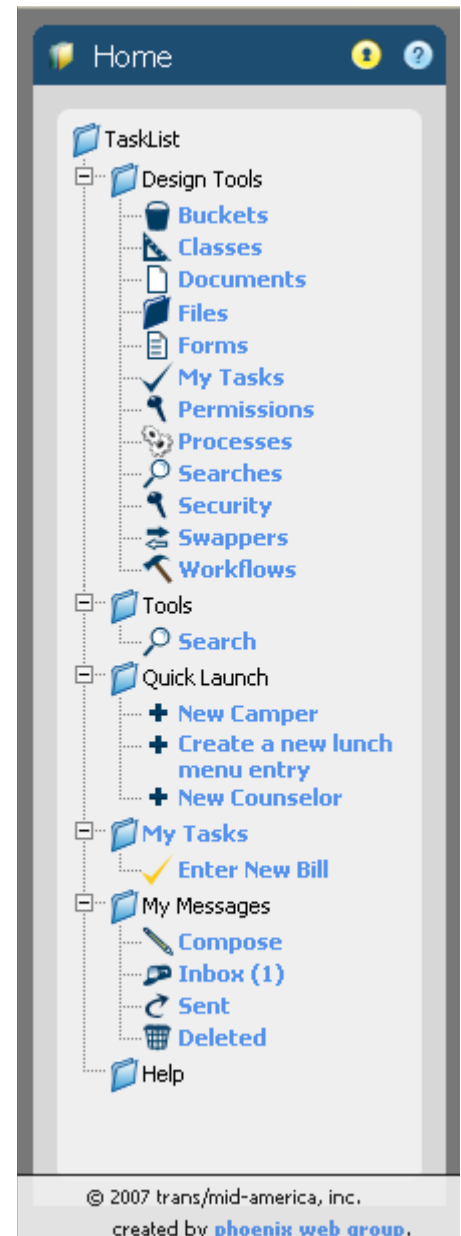 Home
TaskList
Design Tools
Buckets
Classes
Documents
Files
Forms
My Tasks
Permissions
Processes
Searches
Security
Swappers
Workflows
Tools
Search
Quick Launch
New Camper
Create a new lunch
menu entry
New Counselor
My Tasks
Enter New Bill
My Messages
Compose
Inbox (1)
Sent
Deleted
Help
© 2007 trans/mid-america, inc.
created by phoenix web group.